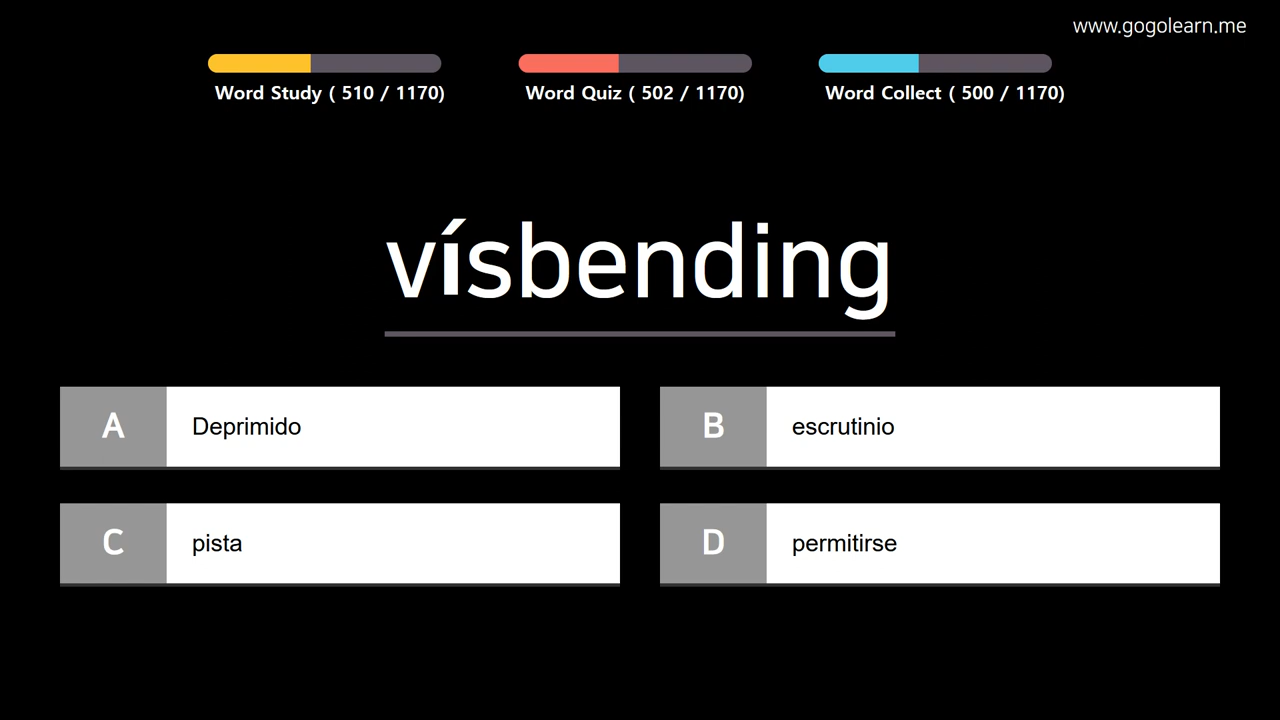 www.gogolearn.me
Word Study ( 510 / 1170)
Word Quiz ( 502 / 1170)
Word Collect ( 500 / 1170)
vísbending
A Deprimido
B escrutinio
C pista
D permitirse